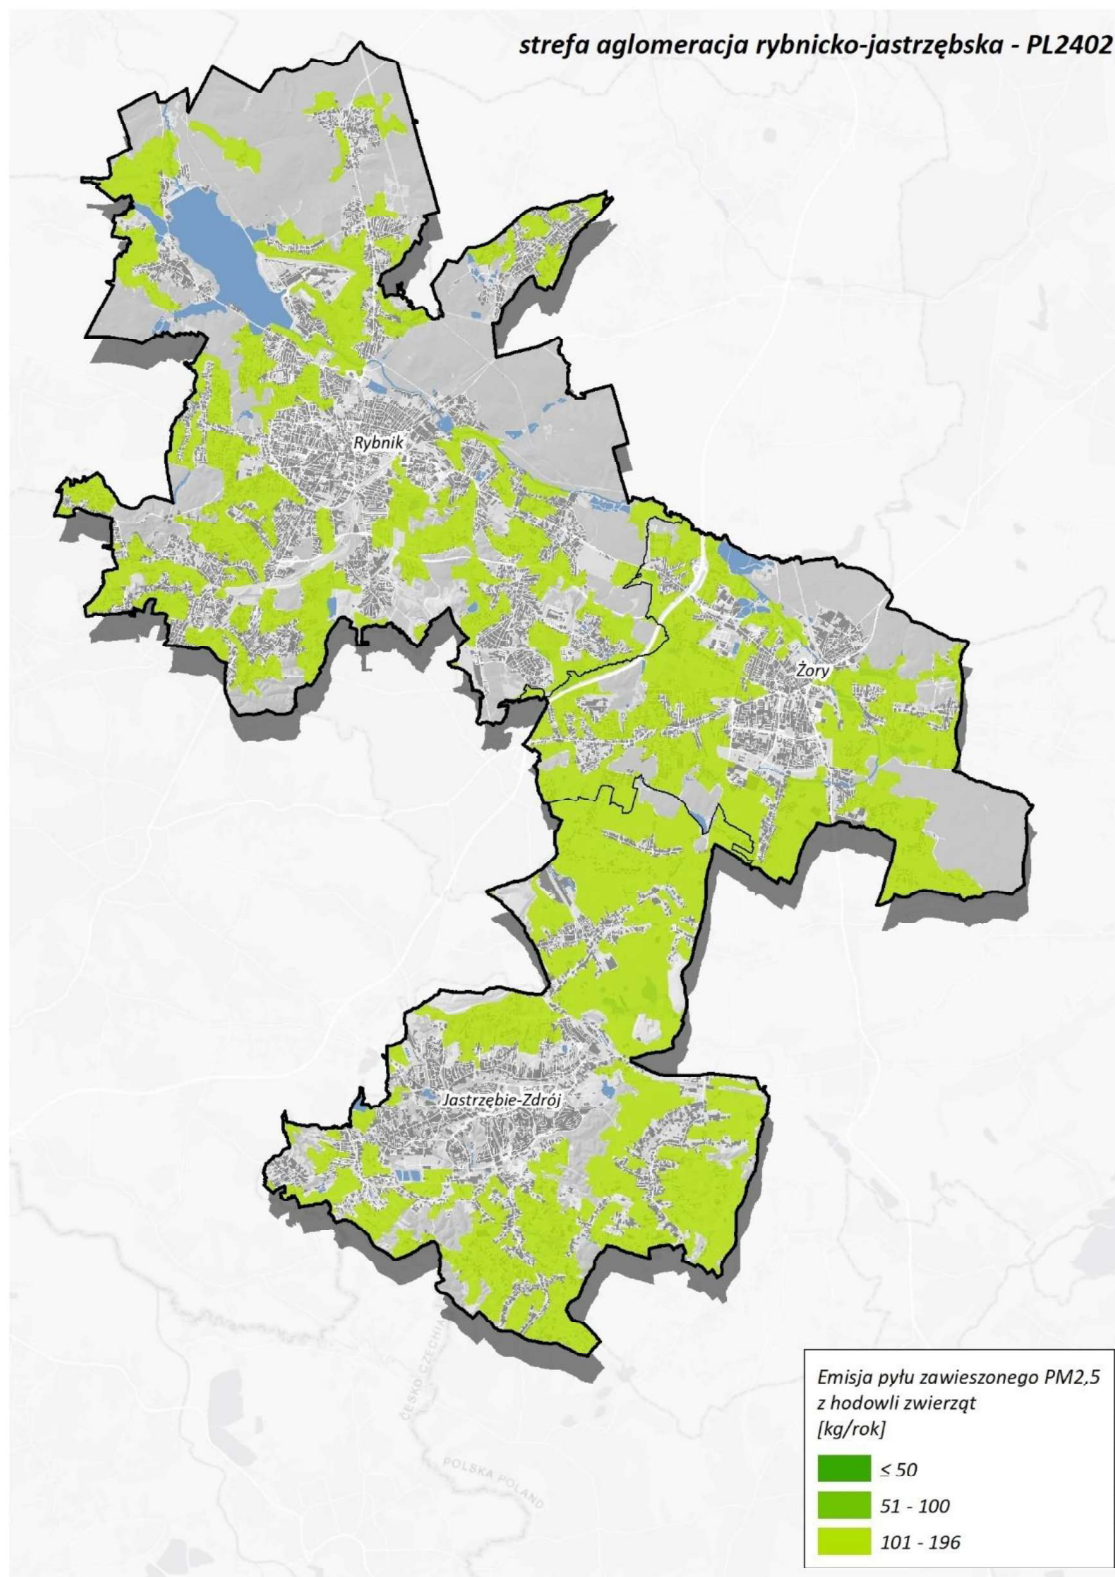 strefa aglomeracja rybnicko-jastrzębska - PL2402
Rybnik
Żory
Jastrzębie-Zdrój
ČESKO CZECHIA
POLSKA POLAND
Emisja pyłu zawieszonego PM2,5
z hodowli zwierząt
[kg/rok]
≤ 50
51 - 100
101 - 196